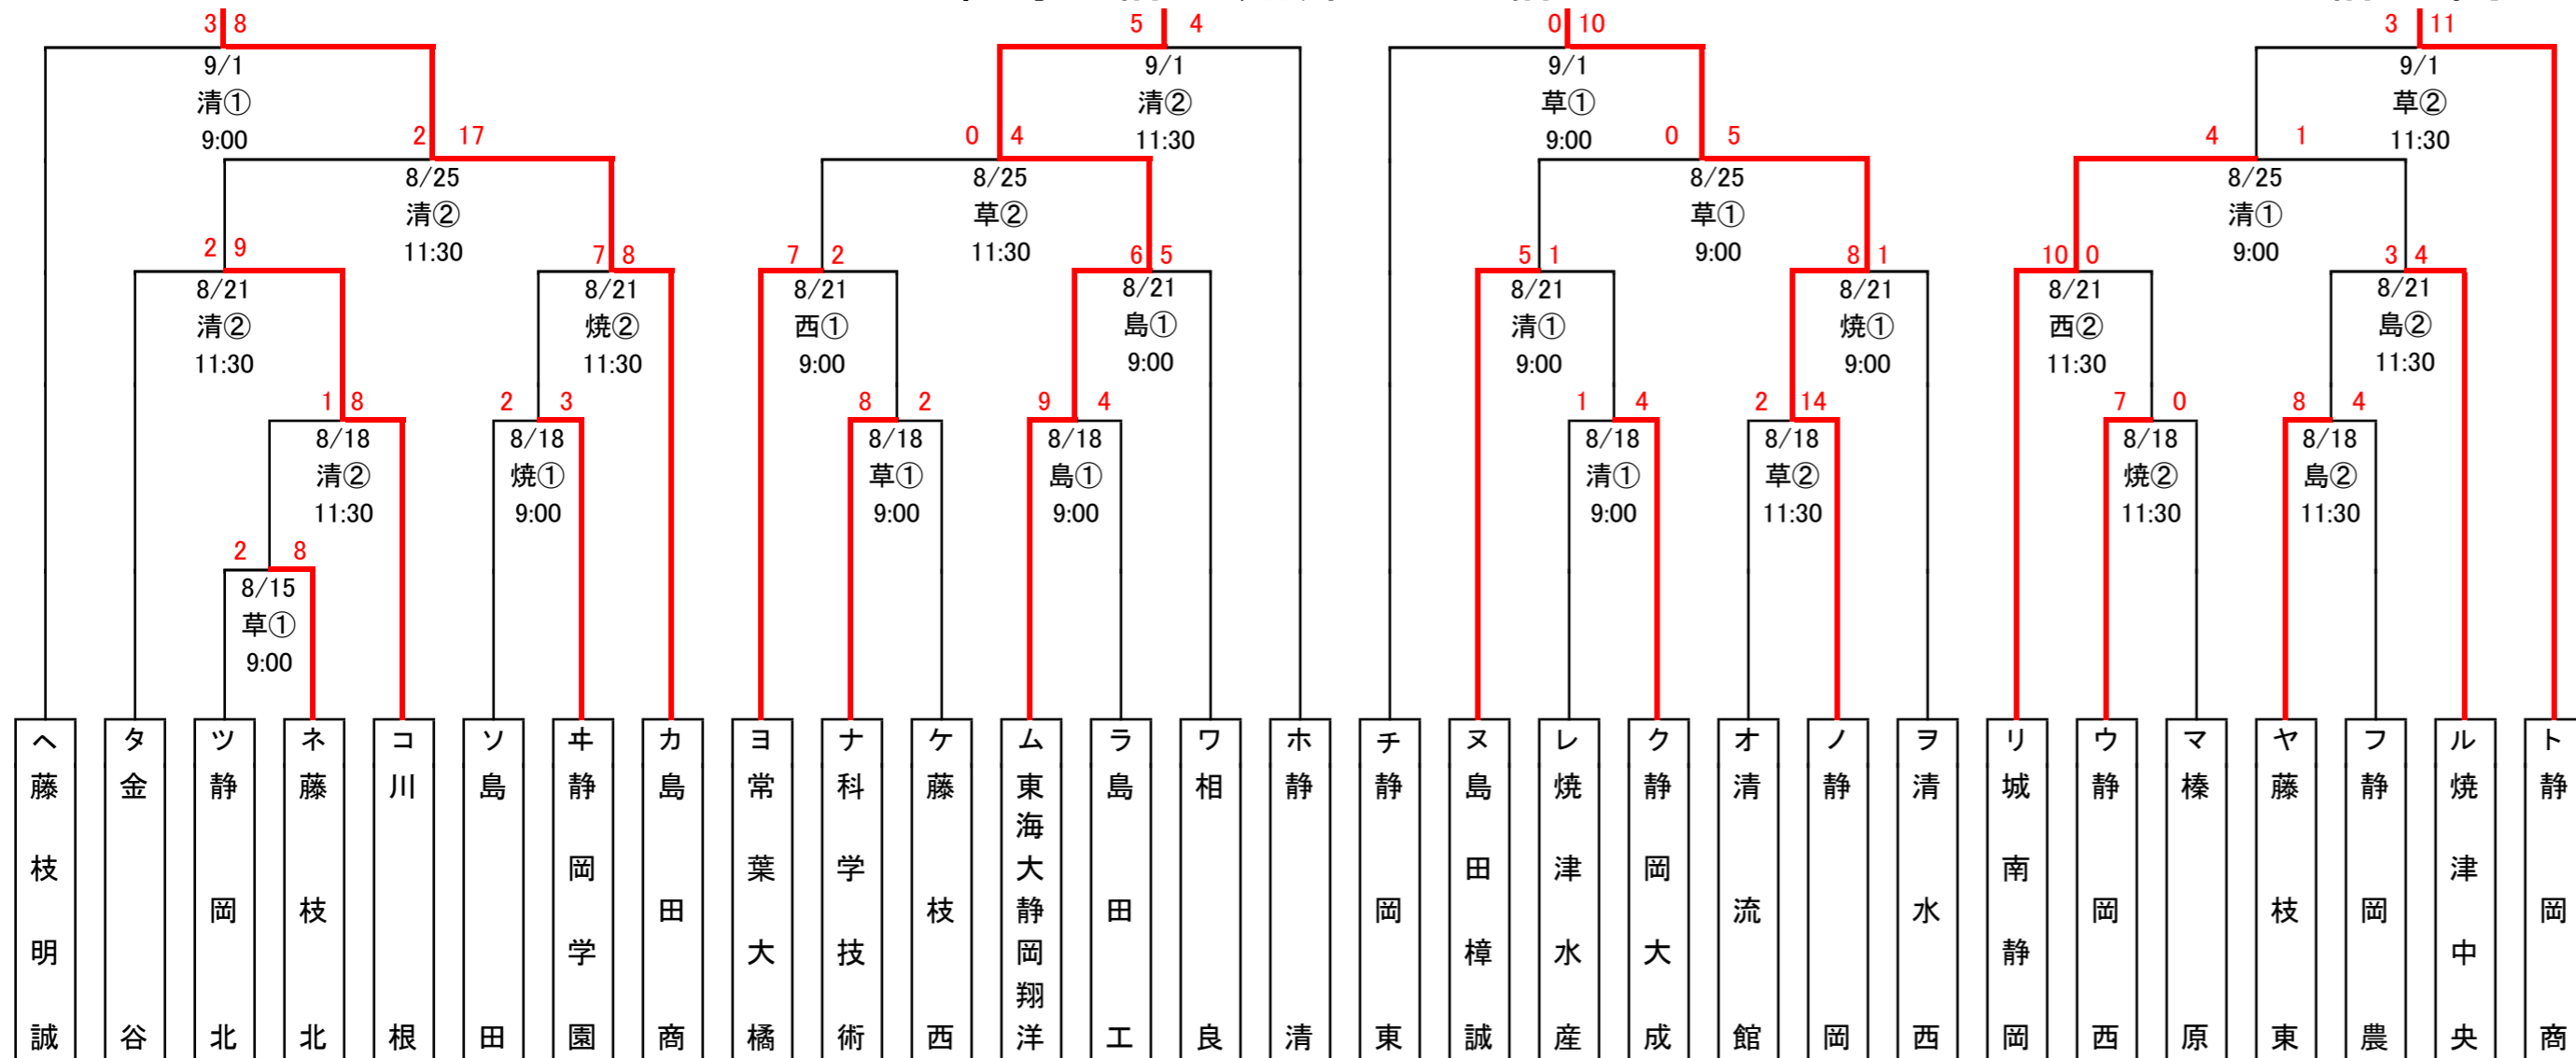 3 8
5 4
0 10
3 11
9/1
清①
9:00
9/1
清②
11:30
9/1
草①
9:00
9/1
草②
11:30
2 17
0 4
0 5
4 1
8/25
清②
11:30
8/25
草②
11:30
8/25
草①
9:00
8/25
清①
9:00
2 9
7 8
7 2
6 5
5 1
8 1
10 0
3 4
8/21
清②
11:30
8/21
焼②
11:30
8/21
西①
9:00
8/21
島①
9:00
8/21
清①
9:00
8/21
焼①
9:00
8/21
西②
11:30
8/21
島②
11:30
1 8
2 3
8 2
9 4
1 4
2 14
7 0
8 4
8/18
清②
11:30
8/18
焼①
9:00
8/18
草①
9:00
8/18
島①
9:00
8/18
清①
9:00
8/18
草②
11:30
8/18
焼②
11:30
8/18
島②
11:30
2 8
8/15
草①
9:00
ヘ藤枝明誠
タ金谷
ツ静岡北
ネ藤枝北
コ川根
ソ島田
ヰ静岡学園
カ島田商
ヨ常葉大橘
ナ科学技術
ケ藤枝西
ム東海大静岡翔洋
ラ島田工
ワ相良
ホ静清
チ静岡東
ヌ島田樟誠
レ焼津水産
ク静岡大成
オ清流館
ノ静岡
ヲ清水西
リ城南静岡
ウ静岡西
マ榛原
ヤ藤枝東
フ静岡農
ル焼津中央
ト静岡商